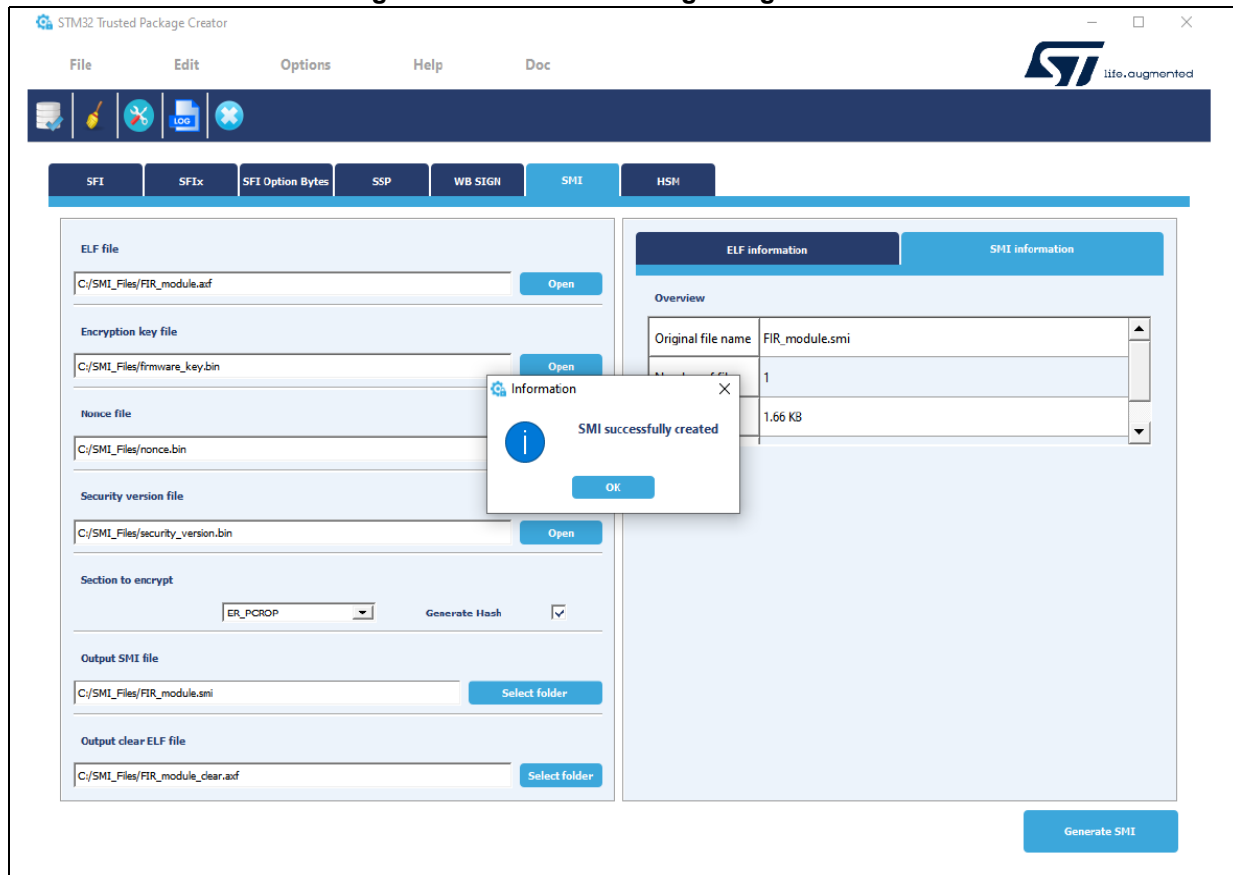 STM32 Trusted Package Creator
File Edit Options Help Doc
ST life.augmented
LOG
SFI SFIx SFI Option Bytes SSP WB SIGN SMI HSM
ELF file
C:/SMI_Files/FIR_module.axf Open
Encryption key file
C:/SMI_Files/firmware_key.bin Open
Nonce file
C:/SMI_Files/nonce.bin
Security version file
C:/SMI_Files/security_version.bin Open
Section to encrypt
ER_PCROP Generate Hash
Output SMI file
C:/SMI_Files/FIR_module.smi Select folder
Output clear ELF file
C:/SMI_Files/FIR_module_clear.axf Select folder
ELF information SMI information
Overview
Original file name FIR_module.smi
1
1.66 KB
Information
SMI successfully created
OK
Generate SMI